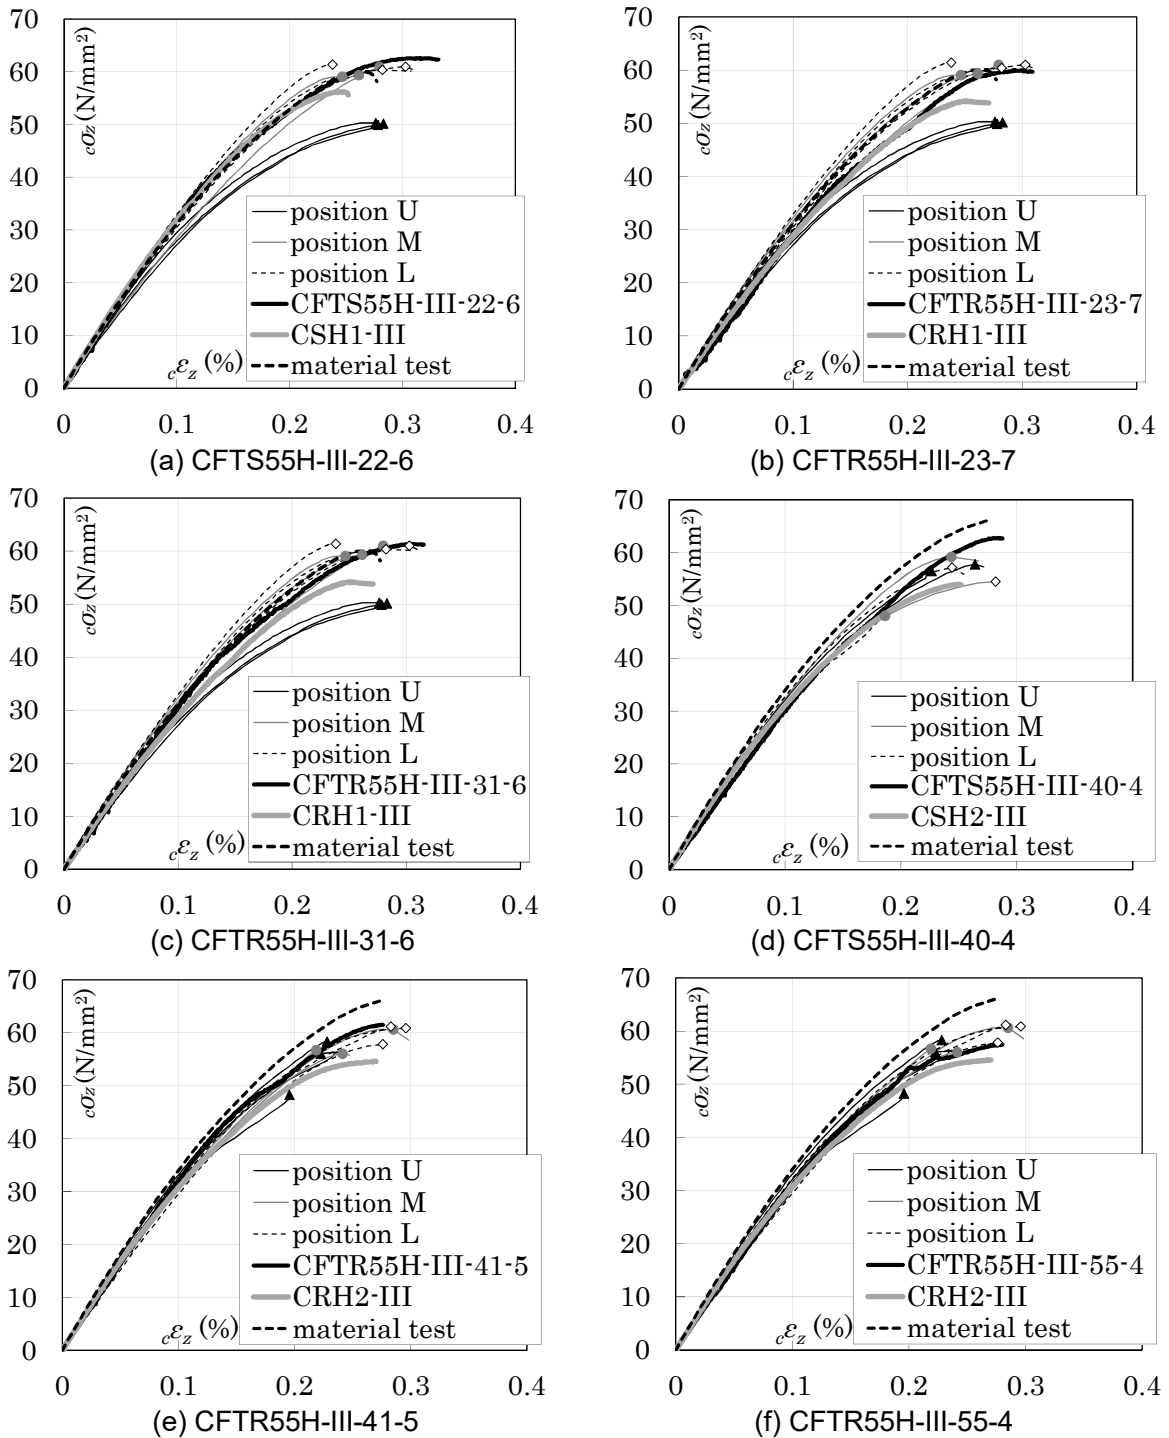 70
60
50
40
30
20
10
0
cσz (N/mm²)
position U
position M
position L
CFTS55H-III-22-6
CSH1-III
material test
cεz (%)
0 0.1 0.2 0.3 0.4
(a) CFTS55H-III-22-6
70
60
50
40
30
20
10
0
cσz (N/mm²)
position U
position M
position L
CFTR55H-III-23-7
CRH1-III
material test
cεz (%)
0 0.1 0.2 0.3 0.4
(b) CFTR55H-III-23-7
70
60
50
40
30
20
10
0
cσz (N/mm²)
position U
position M
position L
CFTR55H-III-31-6
CRH1-III
material test
cεz (%)
0 0.1 0.2 0.3 0.4
(c) CFTR55H-III-31-6
70
60
50
40
30
20
10
0
cσz (N/mm²)
position U
position M
position L
CFTS55H-III-40-4
CSH2-III
material test
cεz (%)
0 0.1 0.2 0.3 0.4
(d) CFTS55H-III-40-4
70
60
50
40
30
20
10
0
cσz (N/mm²)
position U
position M
position L
CFTR55H-III-41-5
CRH2-III
material test
cεz (%)
0 0.1 0.2 0.3 0.4
(e) CFTR55H-III-41-5
70
60
50
40
30
20
10
0
cσz (N/mm²)
position U
position M
position L
CFTR55H-III-55-4
CRH2-III
material test
cεz (%)
0 0.1 0.2 0.3 0.4
(f) CFTR55H-III-55-4